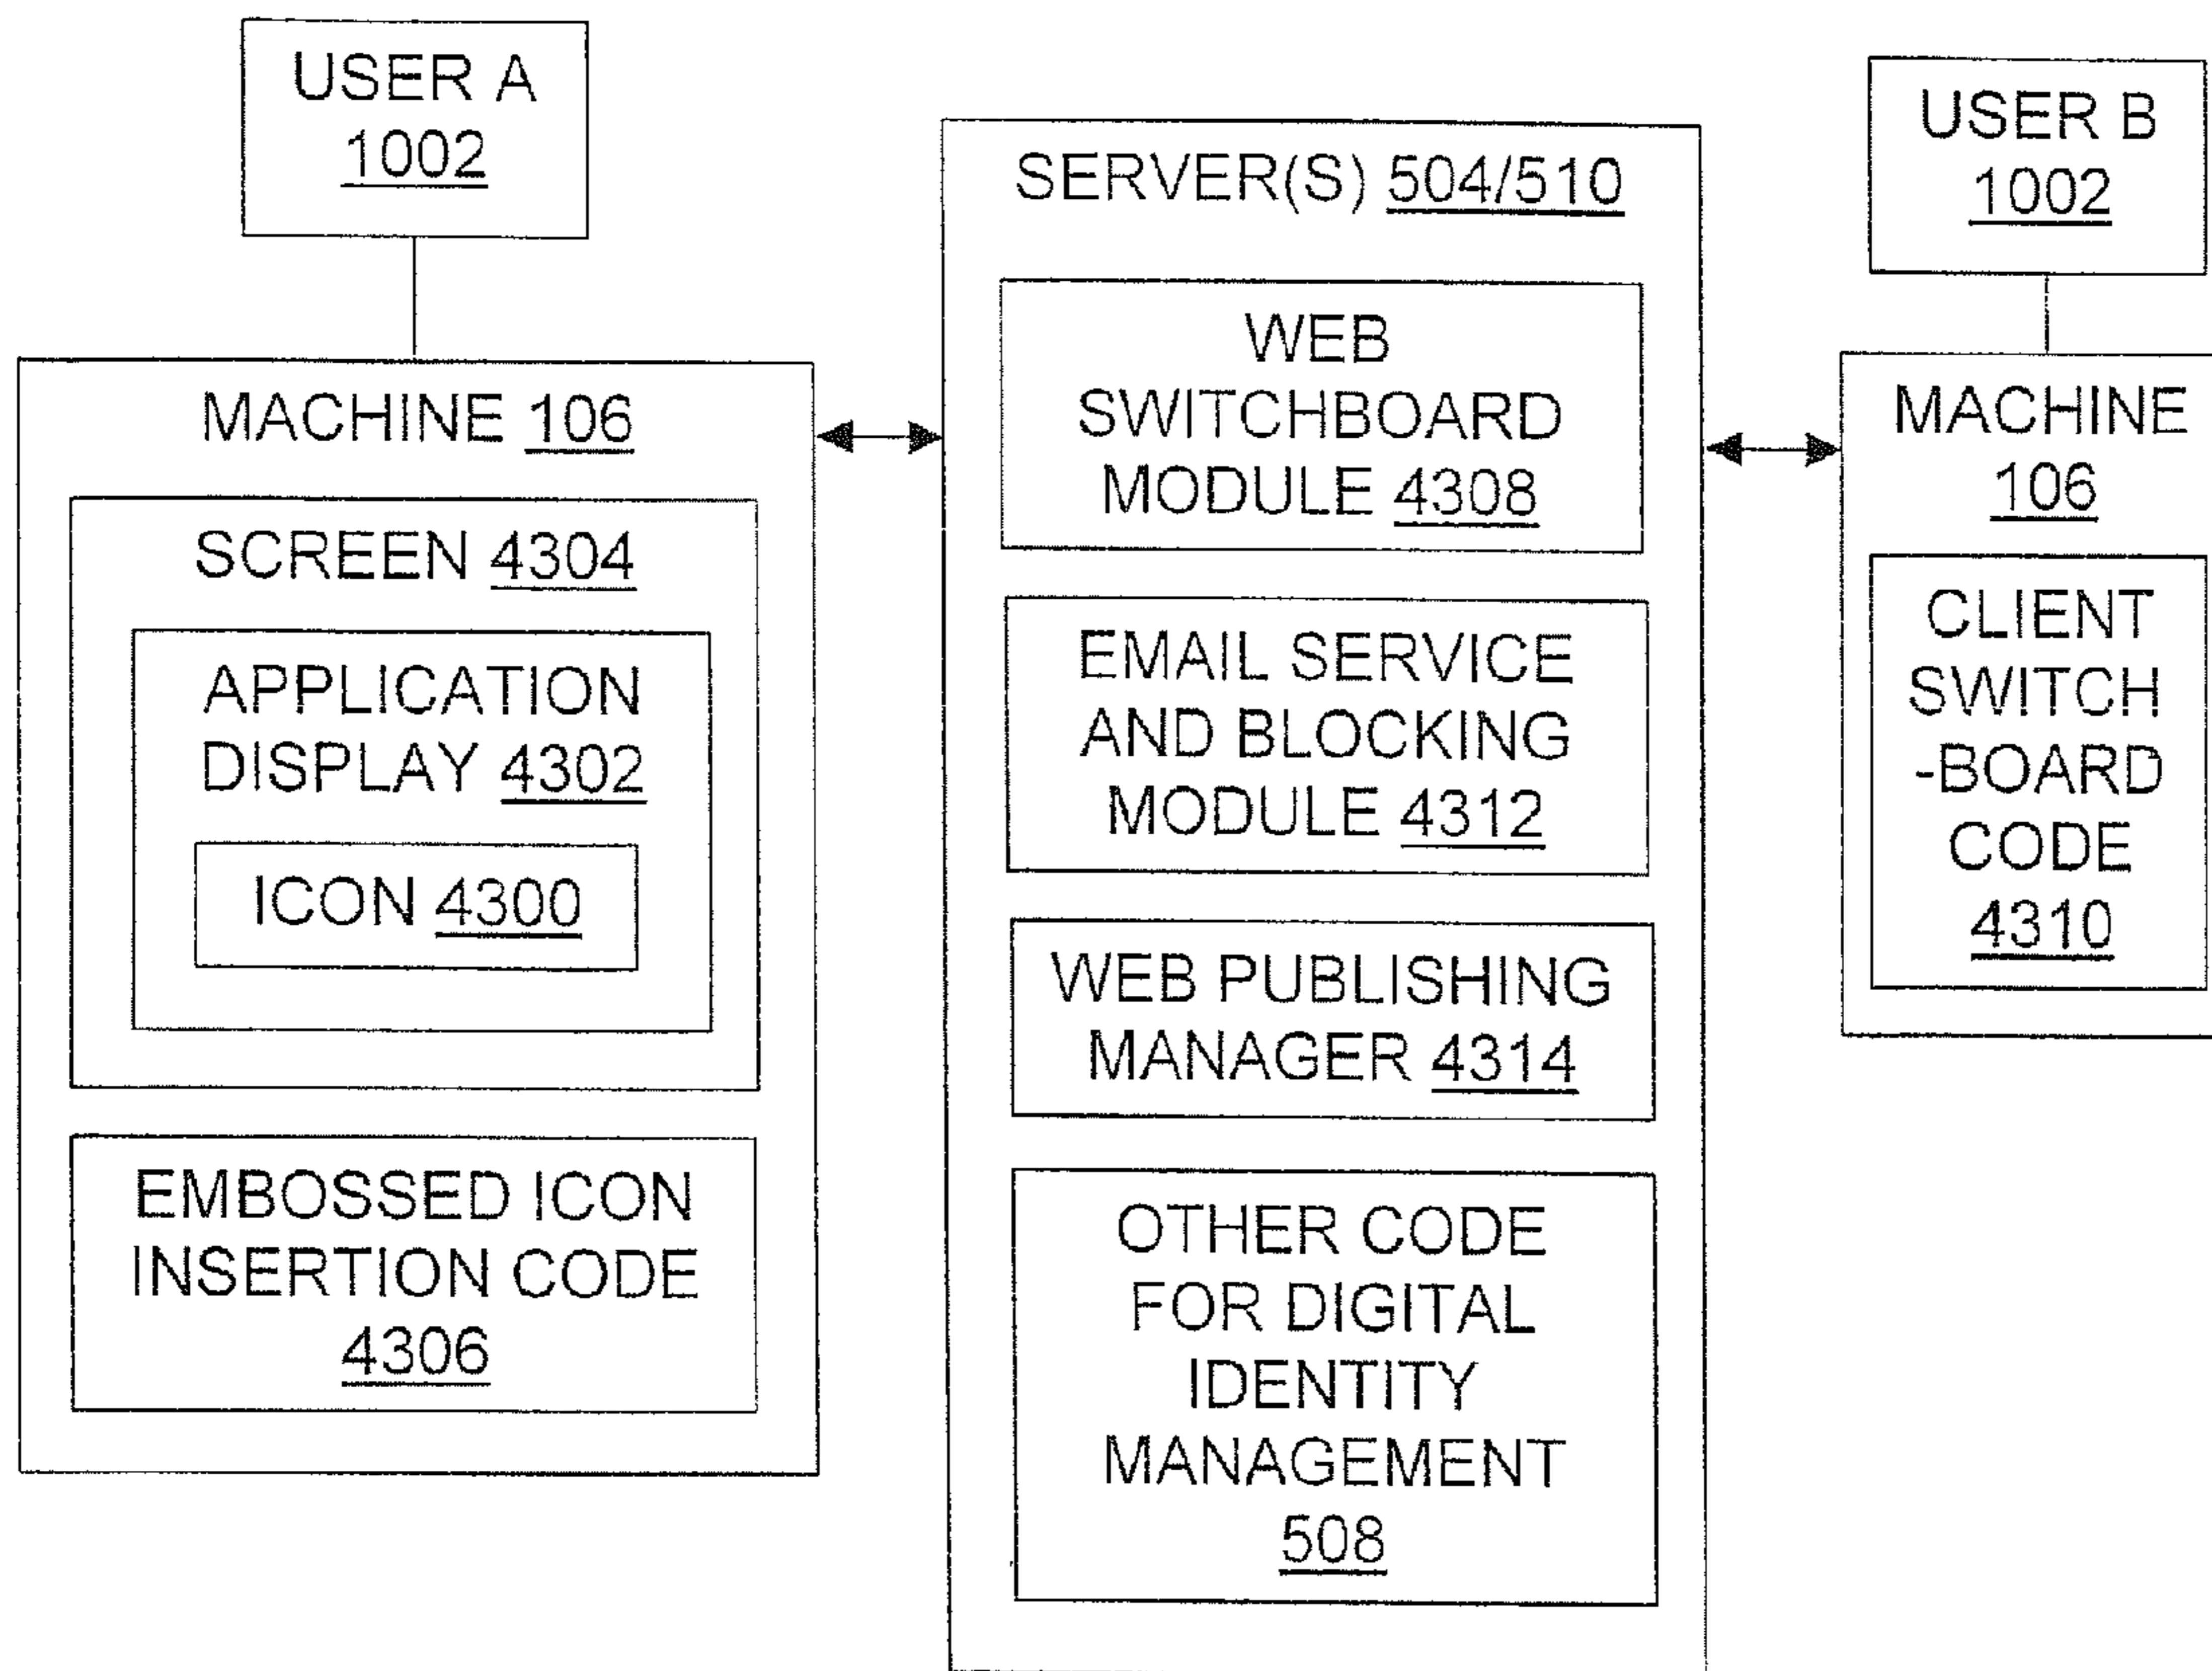 USER A
1002
MACHINE 106
SCREEN 4304
APPLICATION
DISPLAY 4302
ICON 4300
EMBOSSED ICON
INSERTION CODE
4306
SERVER(S) 504/510
WEB
SWITCHBOARD
MODULE 4308
EMAIL SERVICE
AND BLOCKING
MODULE 4312
WEB PUBLISHING
MANAGER 4314
OTHER CODE
FOR DIGITAL
IDENTITY
MANAGEMENT
508
USER B
1002
MACHINE
106
CLIENT
SWITCH
-BOARD
CODE
4310